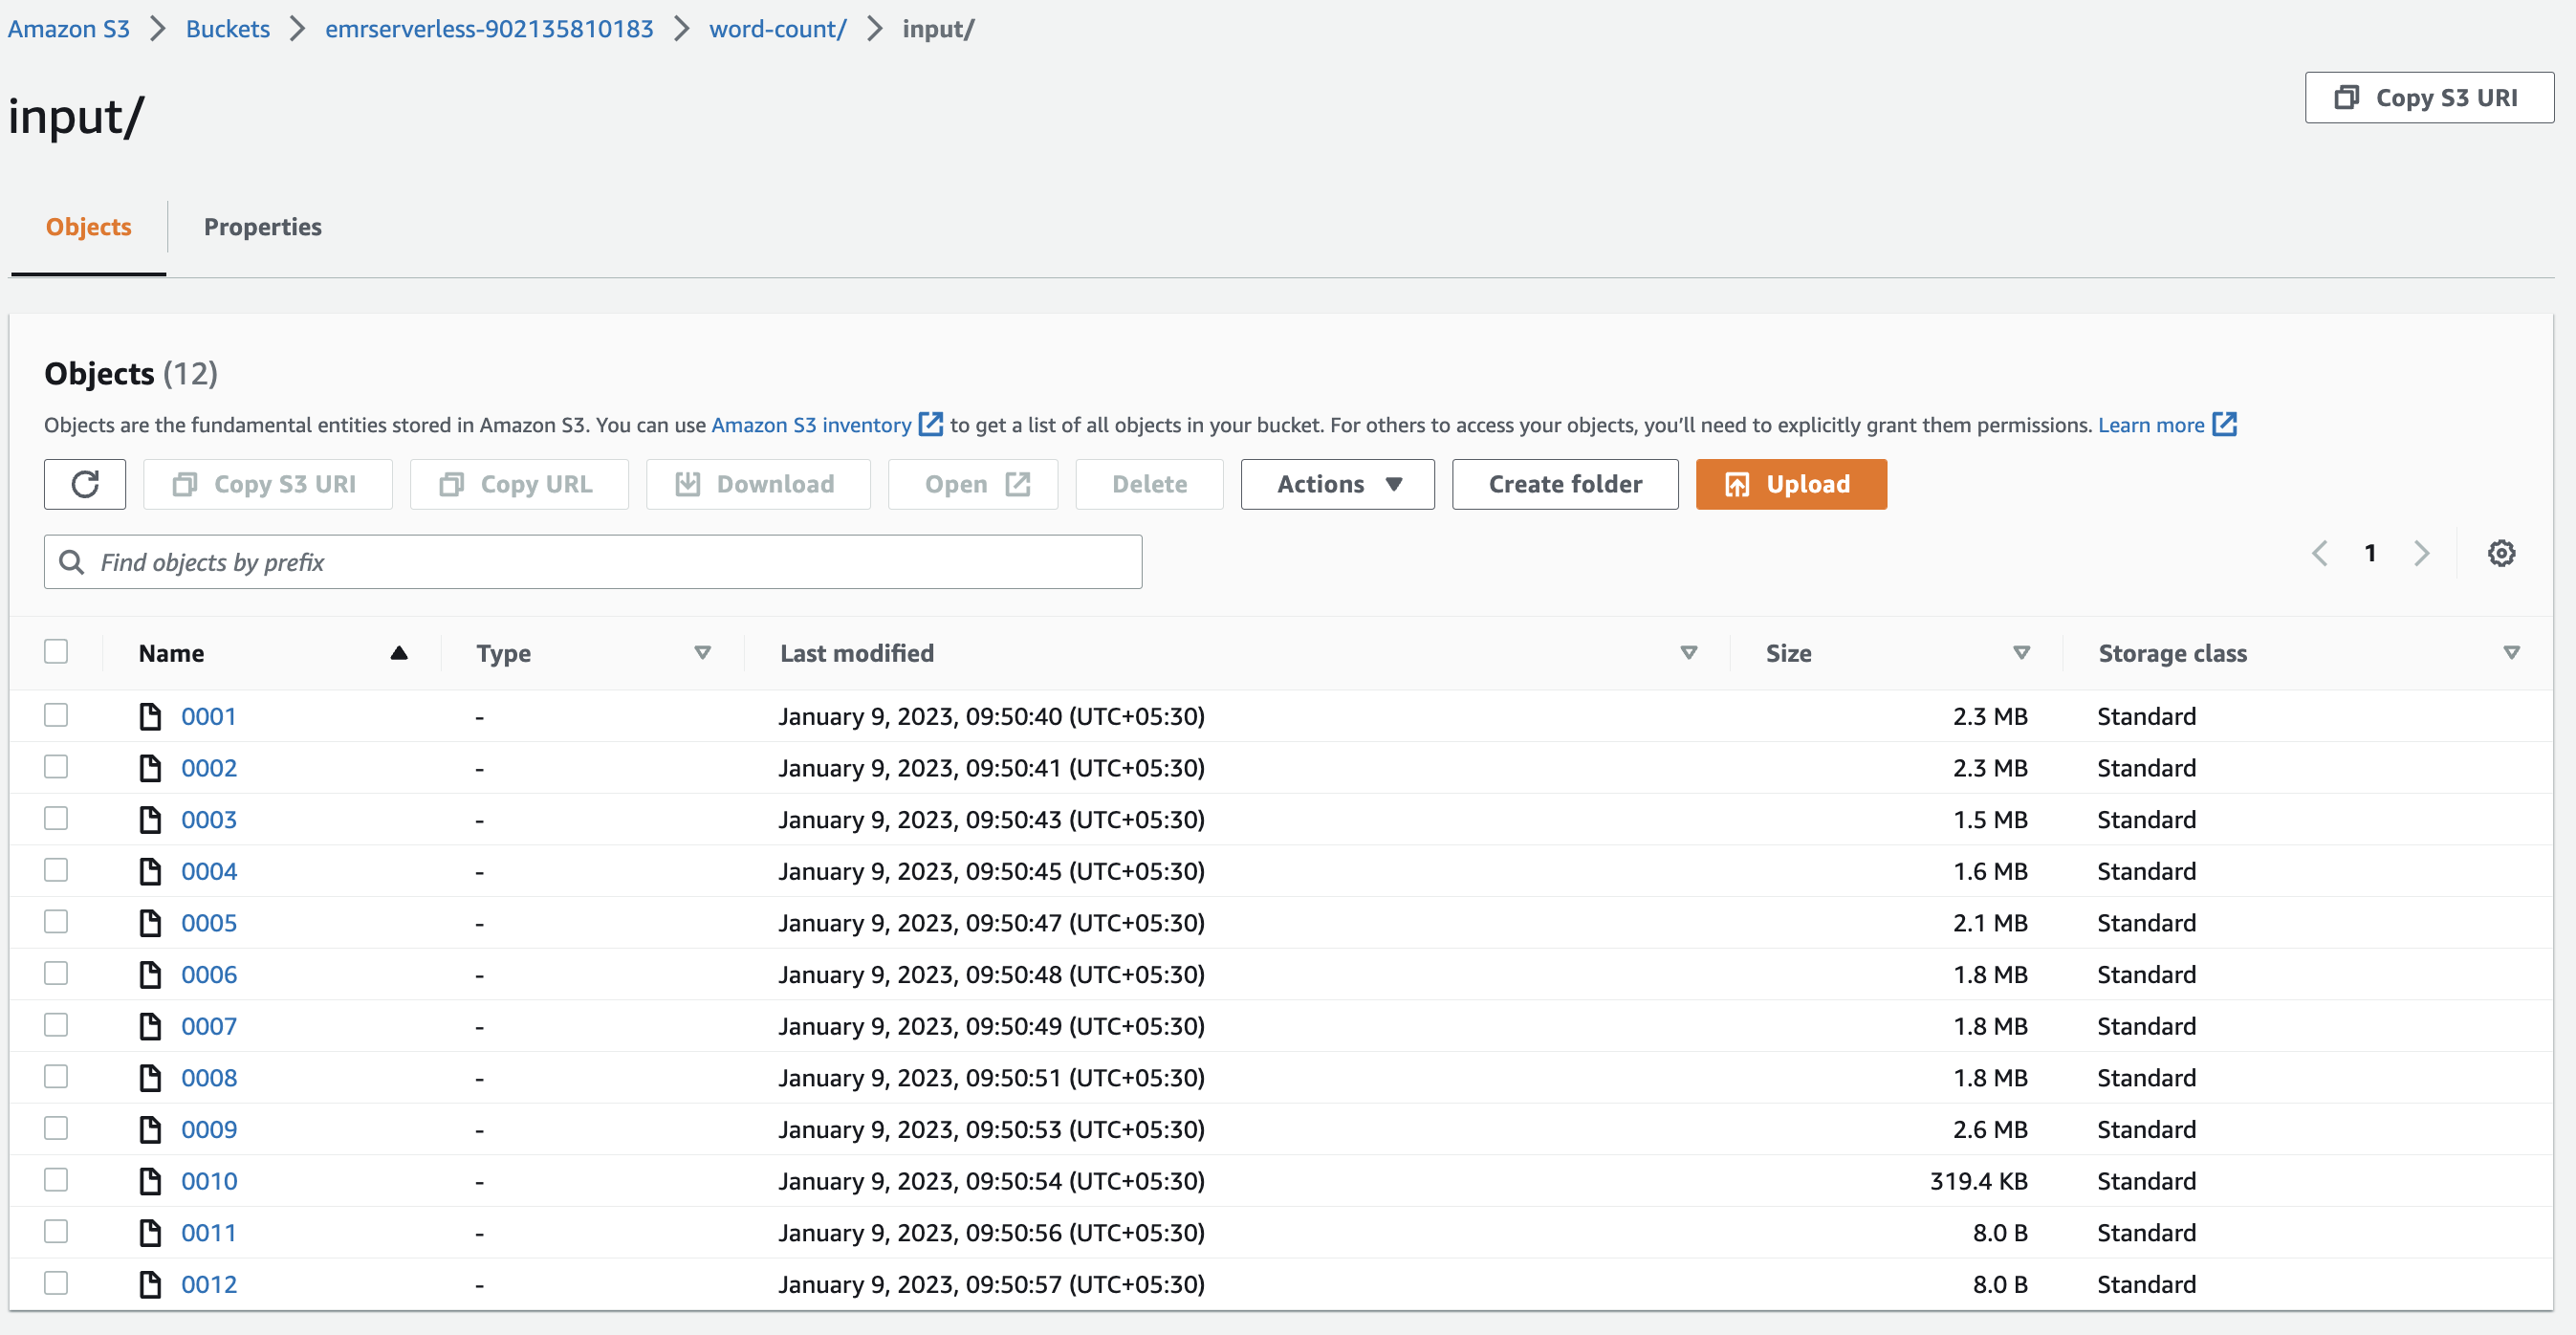 Amazon S3 > Buckets > emrserverless-902135810183 > word-count/ > input/
input/
Copy S3 URI
Objects Properties
Objects (12)
Objects are the fundamental entities stored in Amazon S3. You can use Amazon S3 inventory to get a list of all objects in your bucket. For others to access your objects, you'll need to explicitly grant them permissions. Learn more
Copy S3 URI Copy URL Download Open Delete Actions Create folder Upload
Find objects by prefix
1
Name Type Last modified Size Storage class
0001 - January 9, 2023, 09:50:40 (UTC+05:30) 2.3 MB Standard
0002 - January 9, 2023, 09:50:41 (UTC+05:30) 2.3 MB Standard
0003 - January 9, 2023, 09:50:43 (UTC+05:30) 1.5 MB Standard
0004 - January 9, 2023, 09:50:45 (UTC+05:30) 1.6 MB Standard
0005 - January 9, 2023, 09:50:47 (UTC+05:30) 2.1 MB Standard
0006 - January 9, 2023, 09:50:48 (UTC+05:30) 1.8 MB Standard
0007 - January 9, 2023, 09:50:49 (UTC+05:30) 1.8 MB Standard
0008 - January 9, 2023, 09:50:51 (UTC+05:30) 1.8 MB Standard
0009 - January 9, 2023, 09:50:53 (UTC+05:30) 2.6 MB Standard
0010 - January 9, 2023, 09:50:54 (UTC+05:30) 319.4 KB Standard
0011 - January 9, 2023, 09:50:56 (UTC+05:30) 8.0 B Standard
0012 - January 9, 2023, 09:50:57 (UTC+05:30) 8.0 B Standard